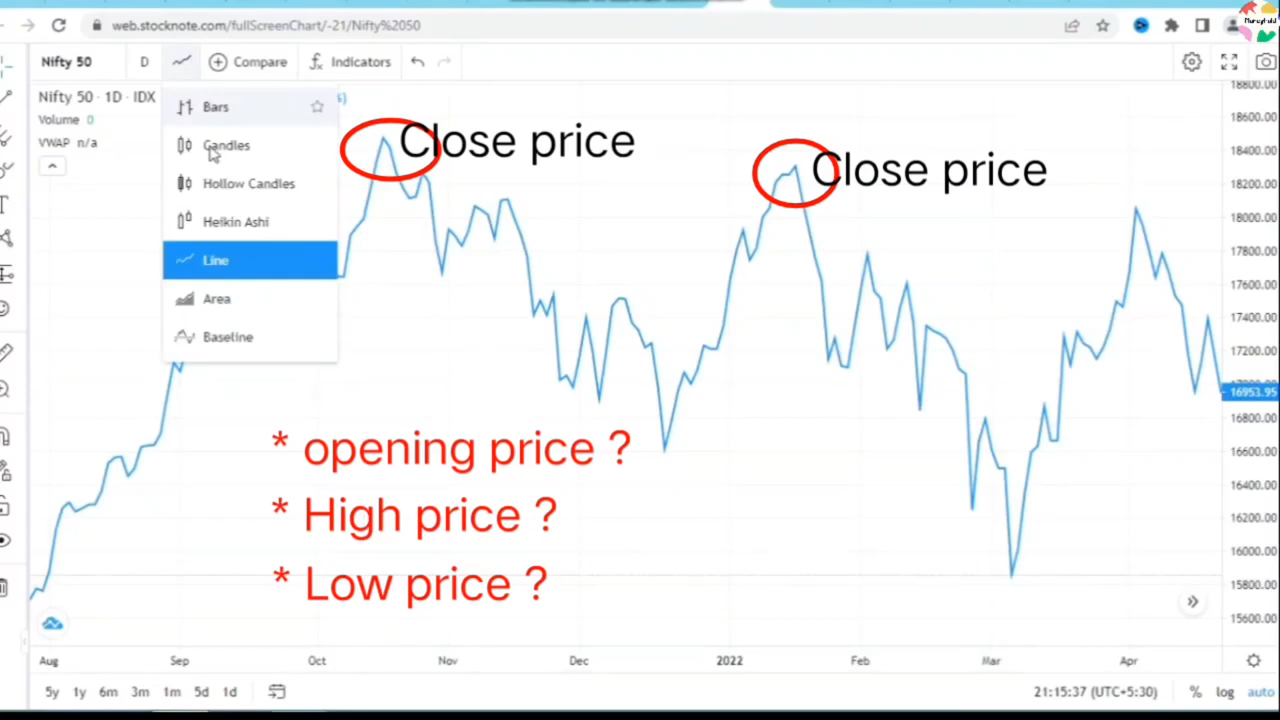 web.stocknote.com/fullScreenChart/-21/Nifty%2050
MoneyFuld
Nifty 50 D Compare Indicators
Nifty 50 · 1D · IDX %)
Volume 0
VWAP n/a
Bars
Candles
Hollow Candles
Heikin Ashi
Line
Area
Baseline
Close price
Close price
* opening price ?
* High price ?
* Low price ?
18800.00
18600.00
18400.00
18200.00
18000.00
17800.00
17600.00
17400.00
17200.00
16953.95
16800.00
16600.00
16400.00
16200.00
16000.00
15800.00
15600.00
Aug Sep Oct Nov Dec 2022 Feb Mar Apr
5y 1y 6m 3m 1m 5d 1d 21:15:37 (UTC+5:30) % log auto